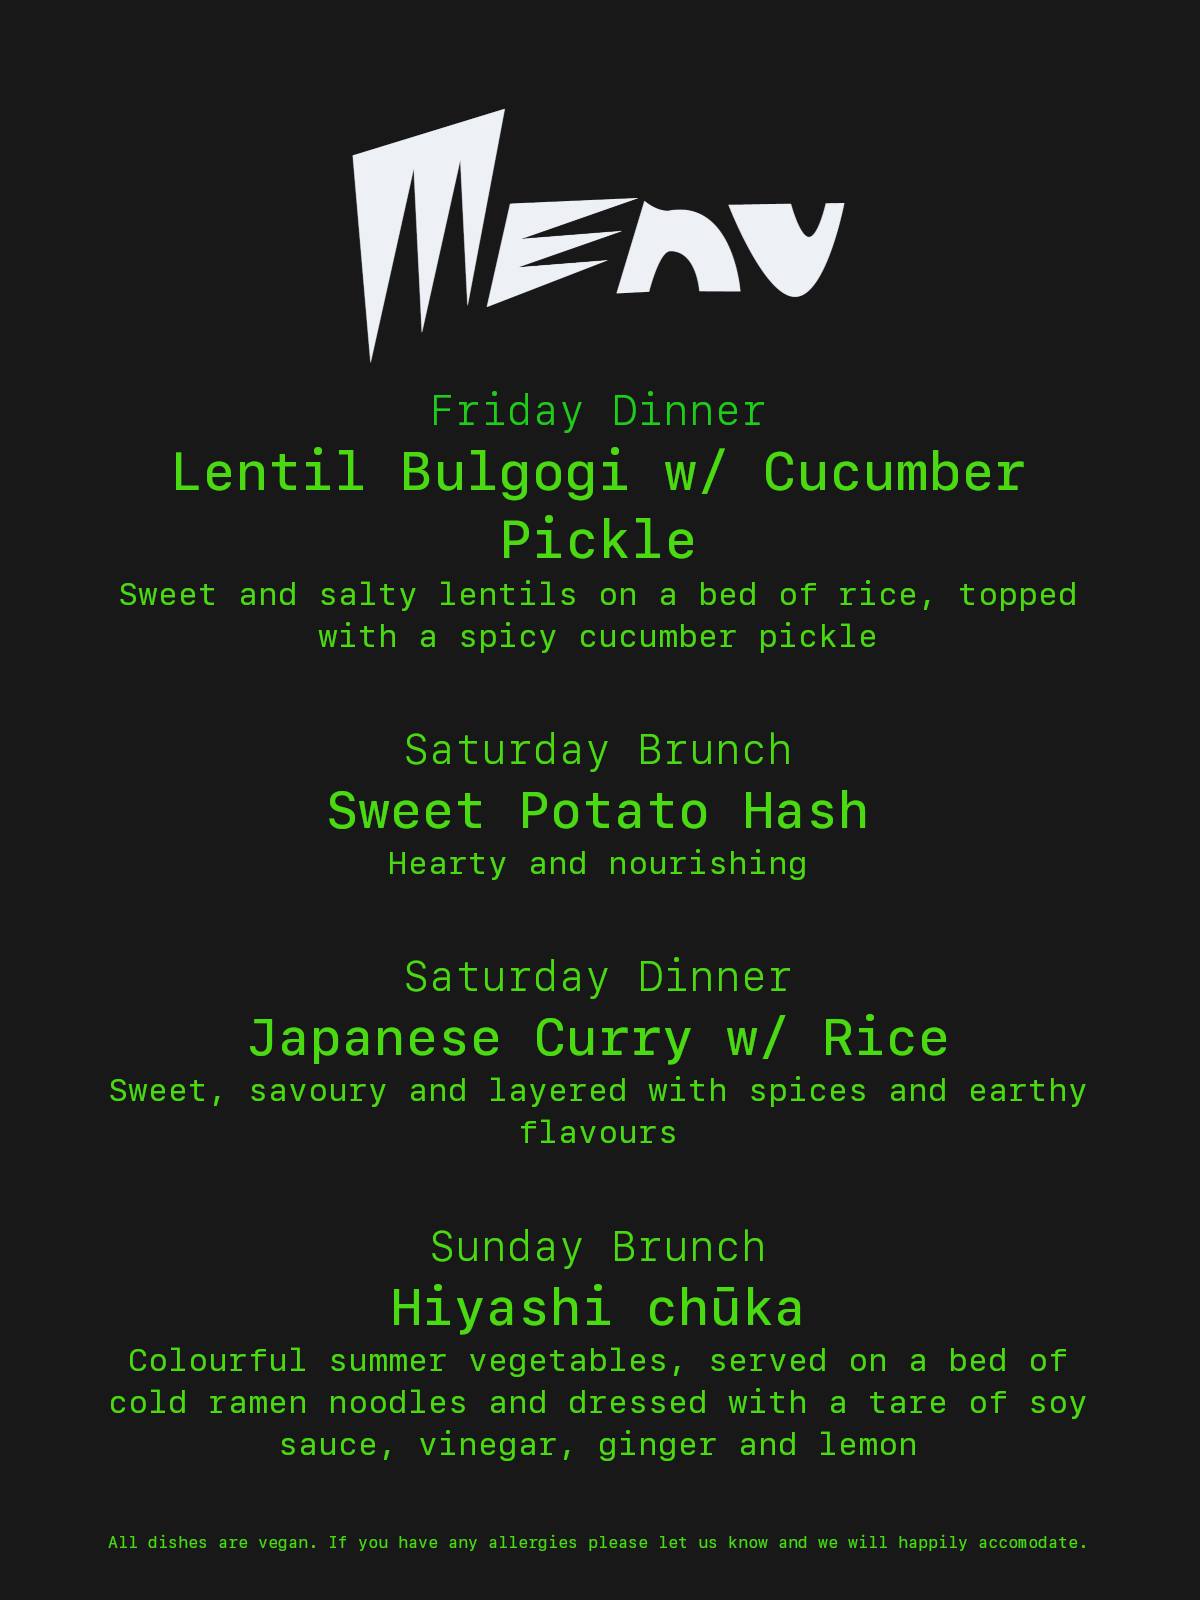 Menu
Friday Dinner
Lentil Bulgogi w/ Cucumber
Pickle
Sweet and salty lentils on a bed of rice, topped
with a spicy cucumber pickle
Saturday Brunch
Sweet Potato Hash
Hearty and nourishing
Saturday Dinner
Japanese Curry w/ Rice
Sweet, savoury and layered with spices and earthy
flavours
Sunday Brunch
Hiyashi chūka
Colourful summer vegetables, served on a bed of
cold ramen noodles and dressed with a tare of soy
sauce, vinegar, ginger and lemon
All dishes are vegan. If you have any allergies please let us know and we will happily accomodate.